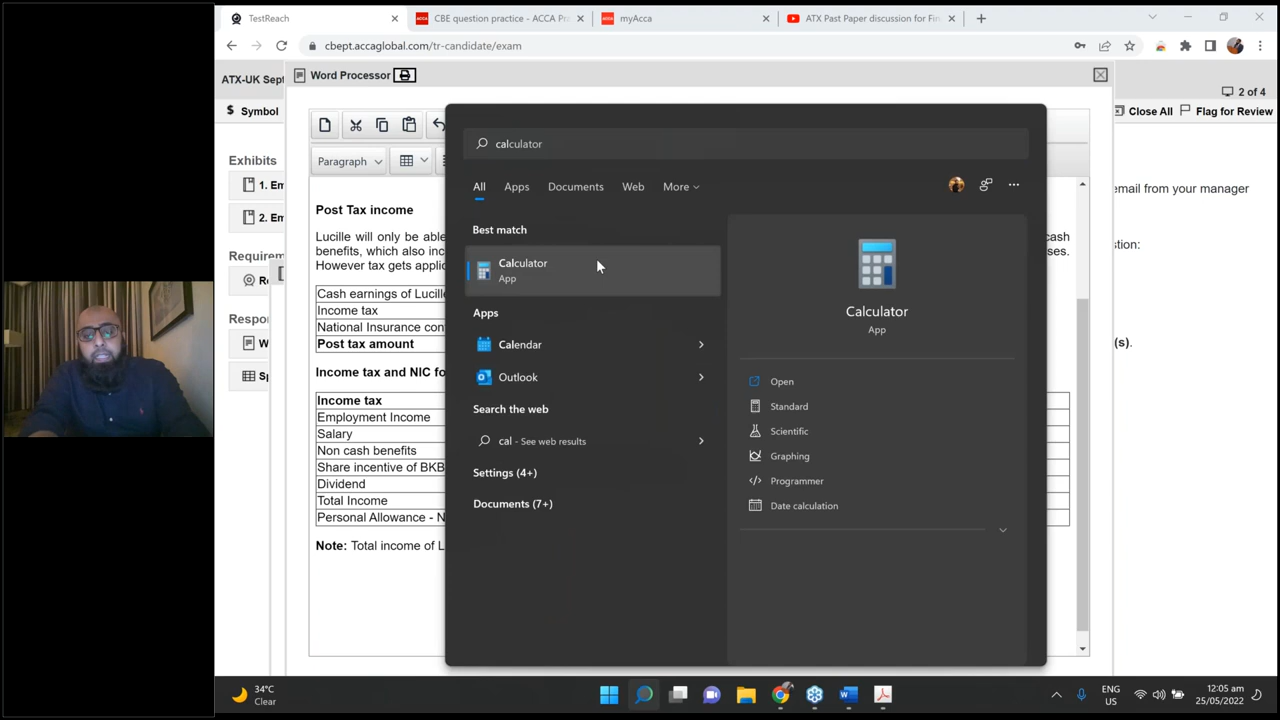 TestReach
CBE question practice - ACCA Pr
myAcca
ATX Past Paper discussion for Fin
cbept.accaglobal.com/tr-candidate/exam
ATX-UK Sept
Word Processor
2 of 4
$ Symbol
Close All
Flag for Review
Exhibits
1. Em
2. Em
Requirem
Re
Respon
W
Sp
Paragraph
email from your manager
tion:
(s).
Post Tax income
Lucille will only be able
cash
benefits, which also inc
ses.
However tax gets applic
Cash earnings of Lucille
Income tax
National Insurance con
Post tax amount
Income tax and NIC fo
Income tax
Employment Income
Salary
Non cash benefits
Share incentive of BKB
Dividend
Total Income
Personal Allowance - N
Note: Total income of L
calculator
All
Apps
Documents
Web
More
Best match
Calculator
App
Apps
Calendar
Outlook
Search the web
cal - See web results
Settings (4+)
Documents (7+)
Calculator
App
Open
Standard
Scientific
Graphing
Programmer
Date calculation
34°C
Clear
ENG
US
12:05 am
25/05/2022